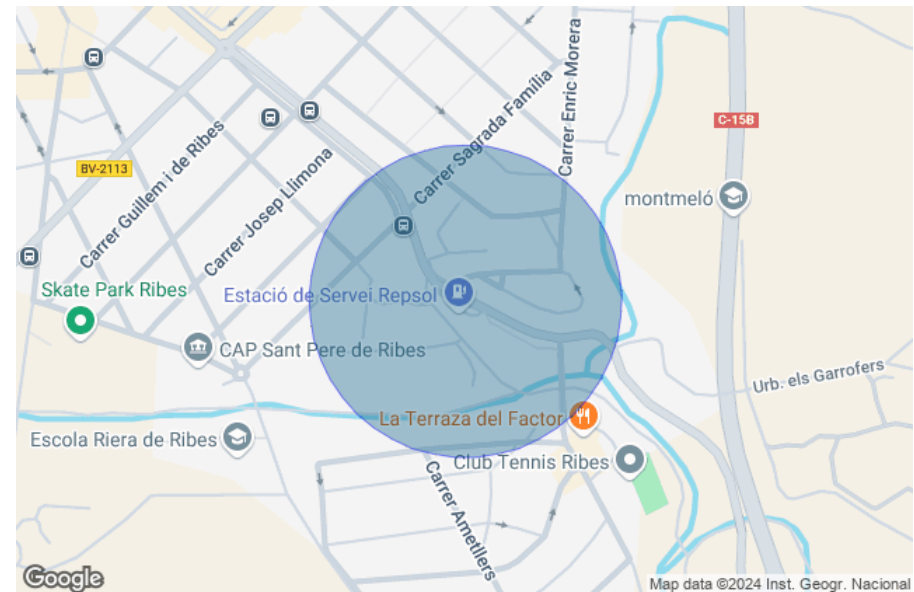 Carrer Enric Morera
Carrer Sagrada Família
C-15B
Carrer Guillem i de Ribes
BV-2113
Carrer Josep Llimona
montmeló
Skate Park Ribes
Estació de Servei Repsol
CAP Sant Pere de Ribes
Urb. els Garrofers
La Terraza del Factor
Escola Riera de Ribes
Club Tennis Ribes
Carrer Ametllers
Google
Map data ©2024 Inst. Geogr. Nacional